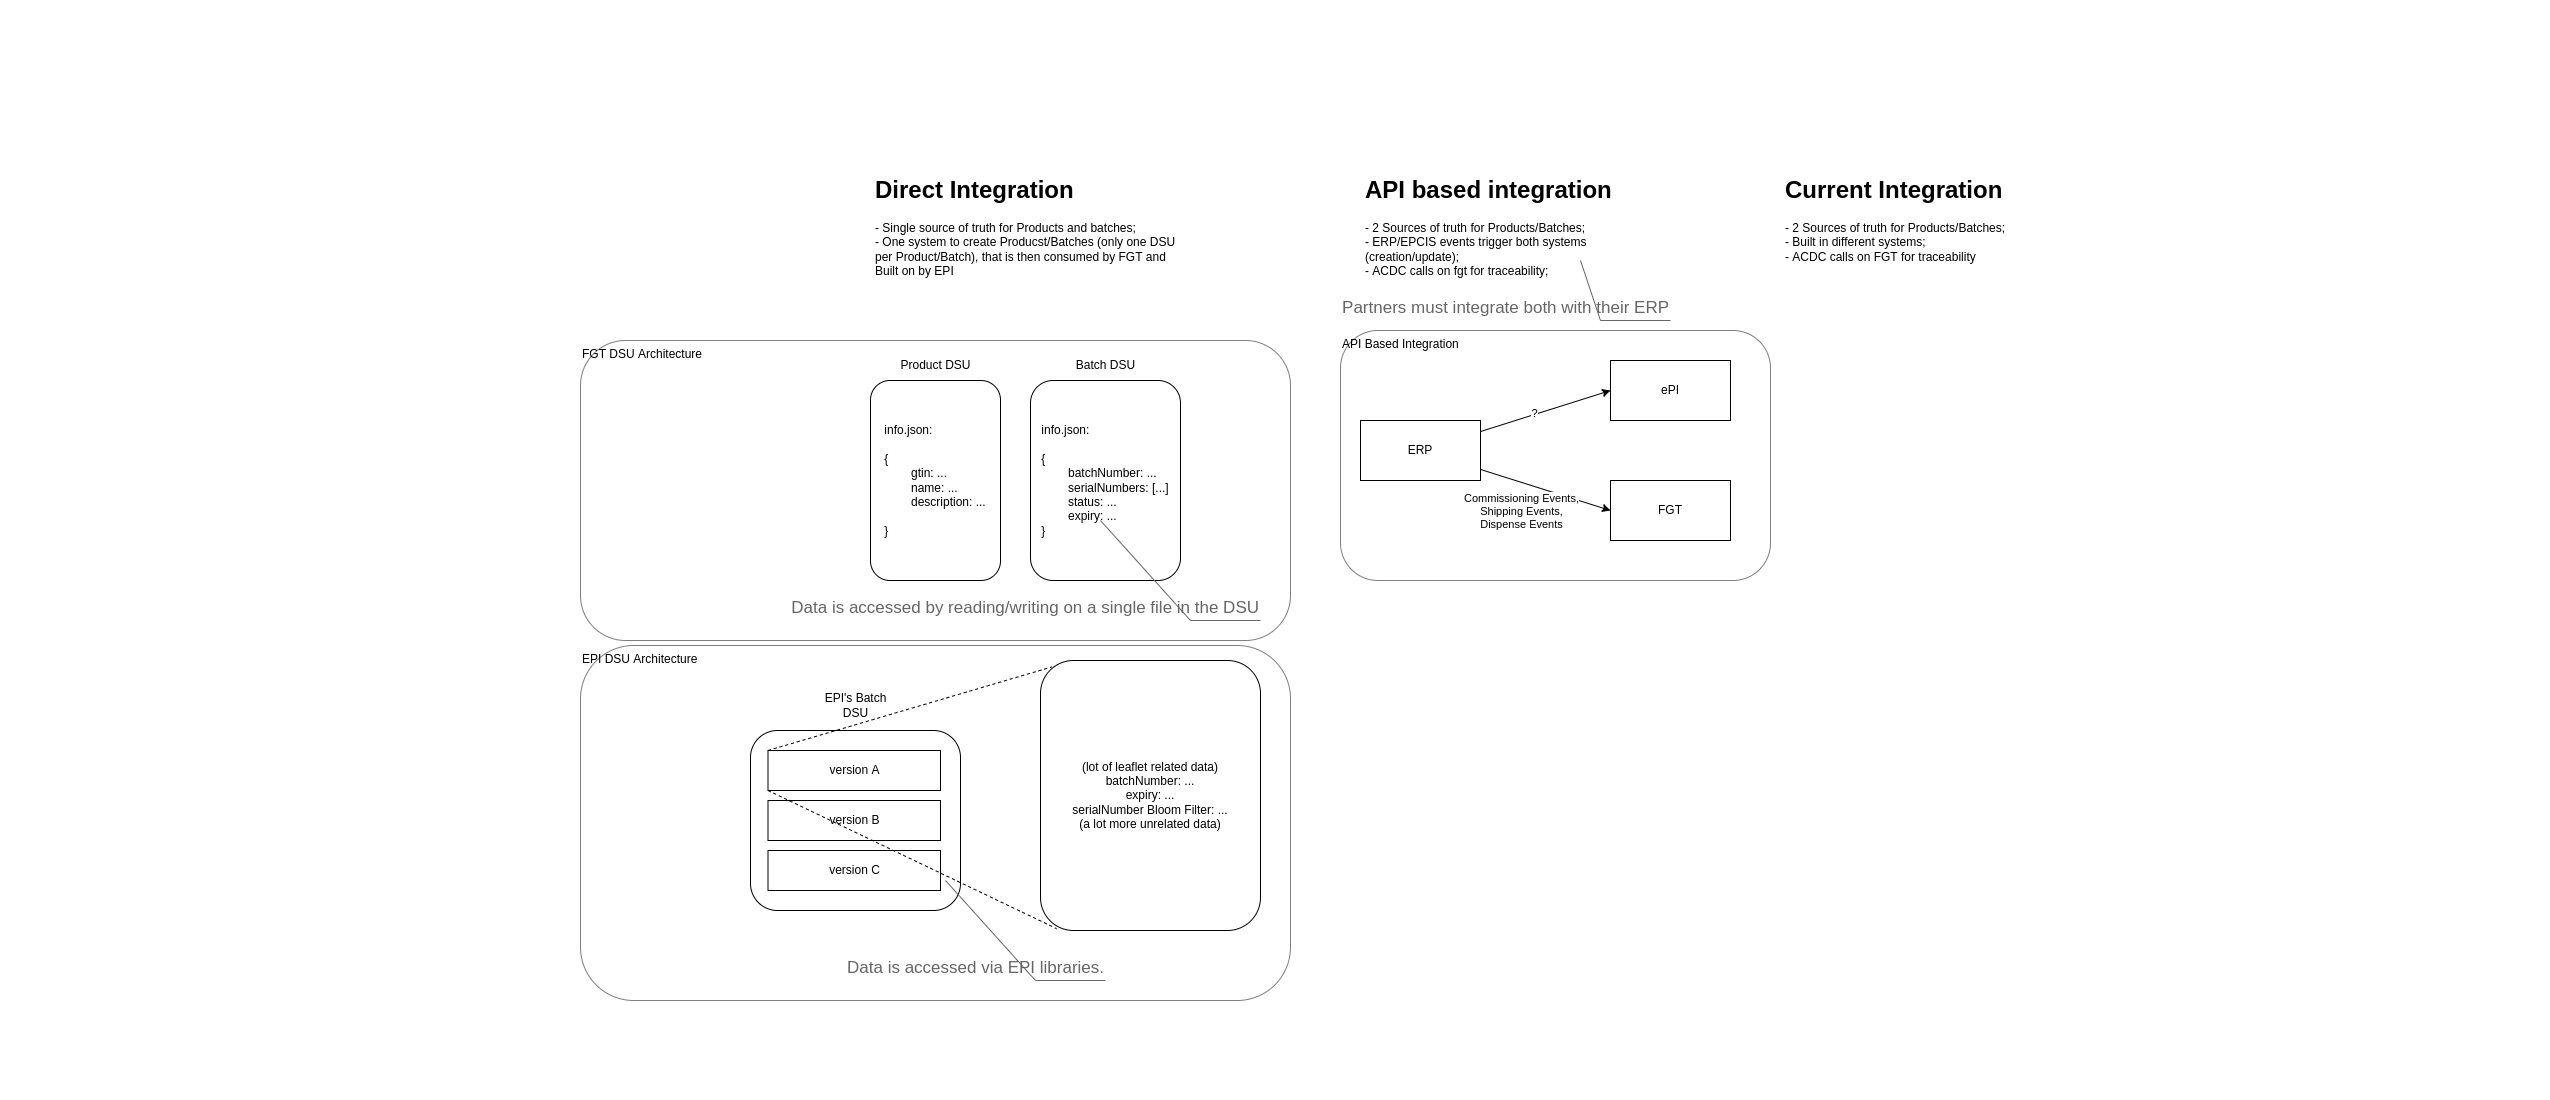 Direct Integration
- Single source of truth for Products and batches;
- One system to create Producst/Batches (only one DSU
per Product/Batch), that is then consumed by FGT and
Built on by EPI
API based integration
- 2 Sources of truth for Products/Batches;
- ERP/EPCIS events trigger both systems
(creation/update);
- ACDC calls on fgt for traceability;
Current Integration
- 2 Sources of truth for Products/Batches;
- Built in different systems;
- ACDC calls on FGT for traceability
Partners must integrate both with their ERP
FGT DSU Architecture
Product DSU
info.json:
{
gtin: ...
name: ...
description: ...
}
Batch DSU
info.json:
{
batchNumber: ...
serialNumbers: [...]
status: ...
expiry: ...
}
Data is accessed by reading/writing on a single file in the DSU
API Based Integration
ERP
?
ePI
Commissioning Events,
Shipping Events,
Dispense Events
FGT
EPI DSU Architecture
EPI's Batch
DSU
version A
version B
version C
(lot of leaflet related data)
batchNumber: ...
expiry: ...
serialNumber Bloom Filter: ...
(a lot more unrelated data)
Data is accessed via EPI libraries.